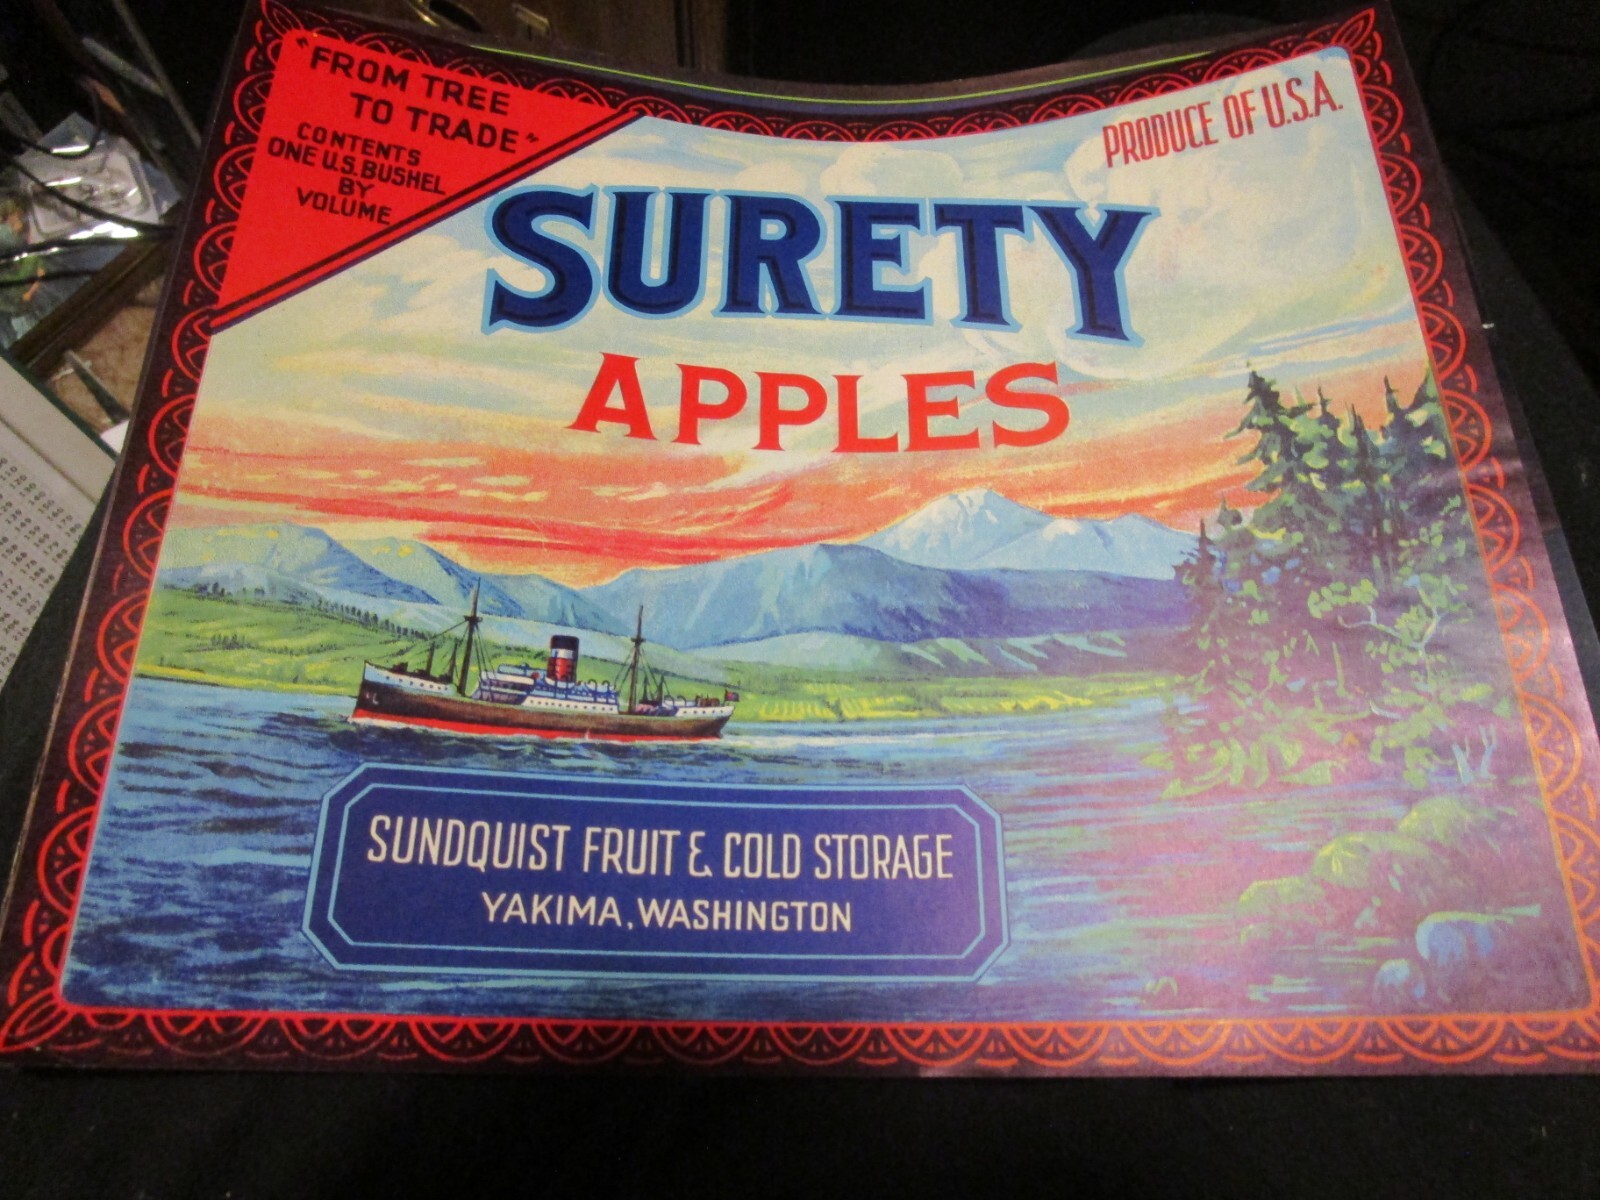 "FROM TREE
TO TRADE"
CONTENTS
ONE U.S. BUSHEL
BY
VOLUME
PRODUCE OF U.S.A.
SURETY
APPLES
SUNDQUIST FRUIT & COLD STORAGE
YAKIMA, WASHINGTON